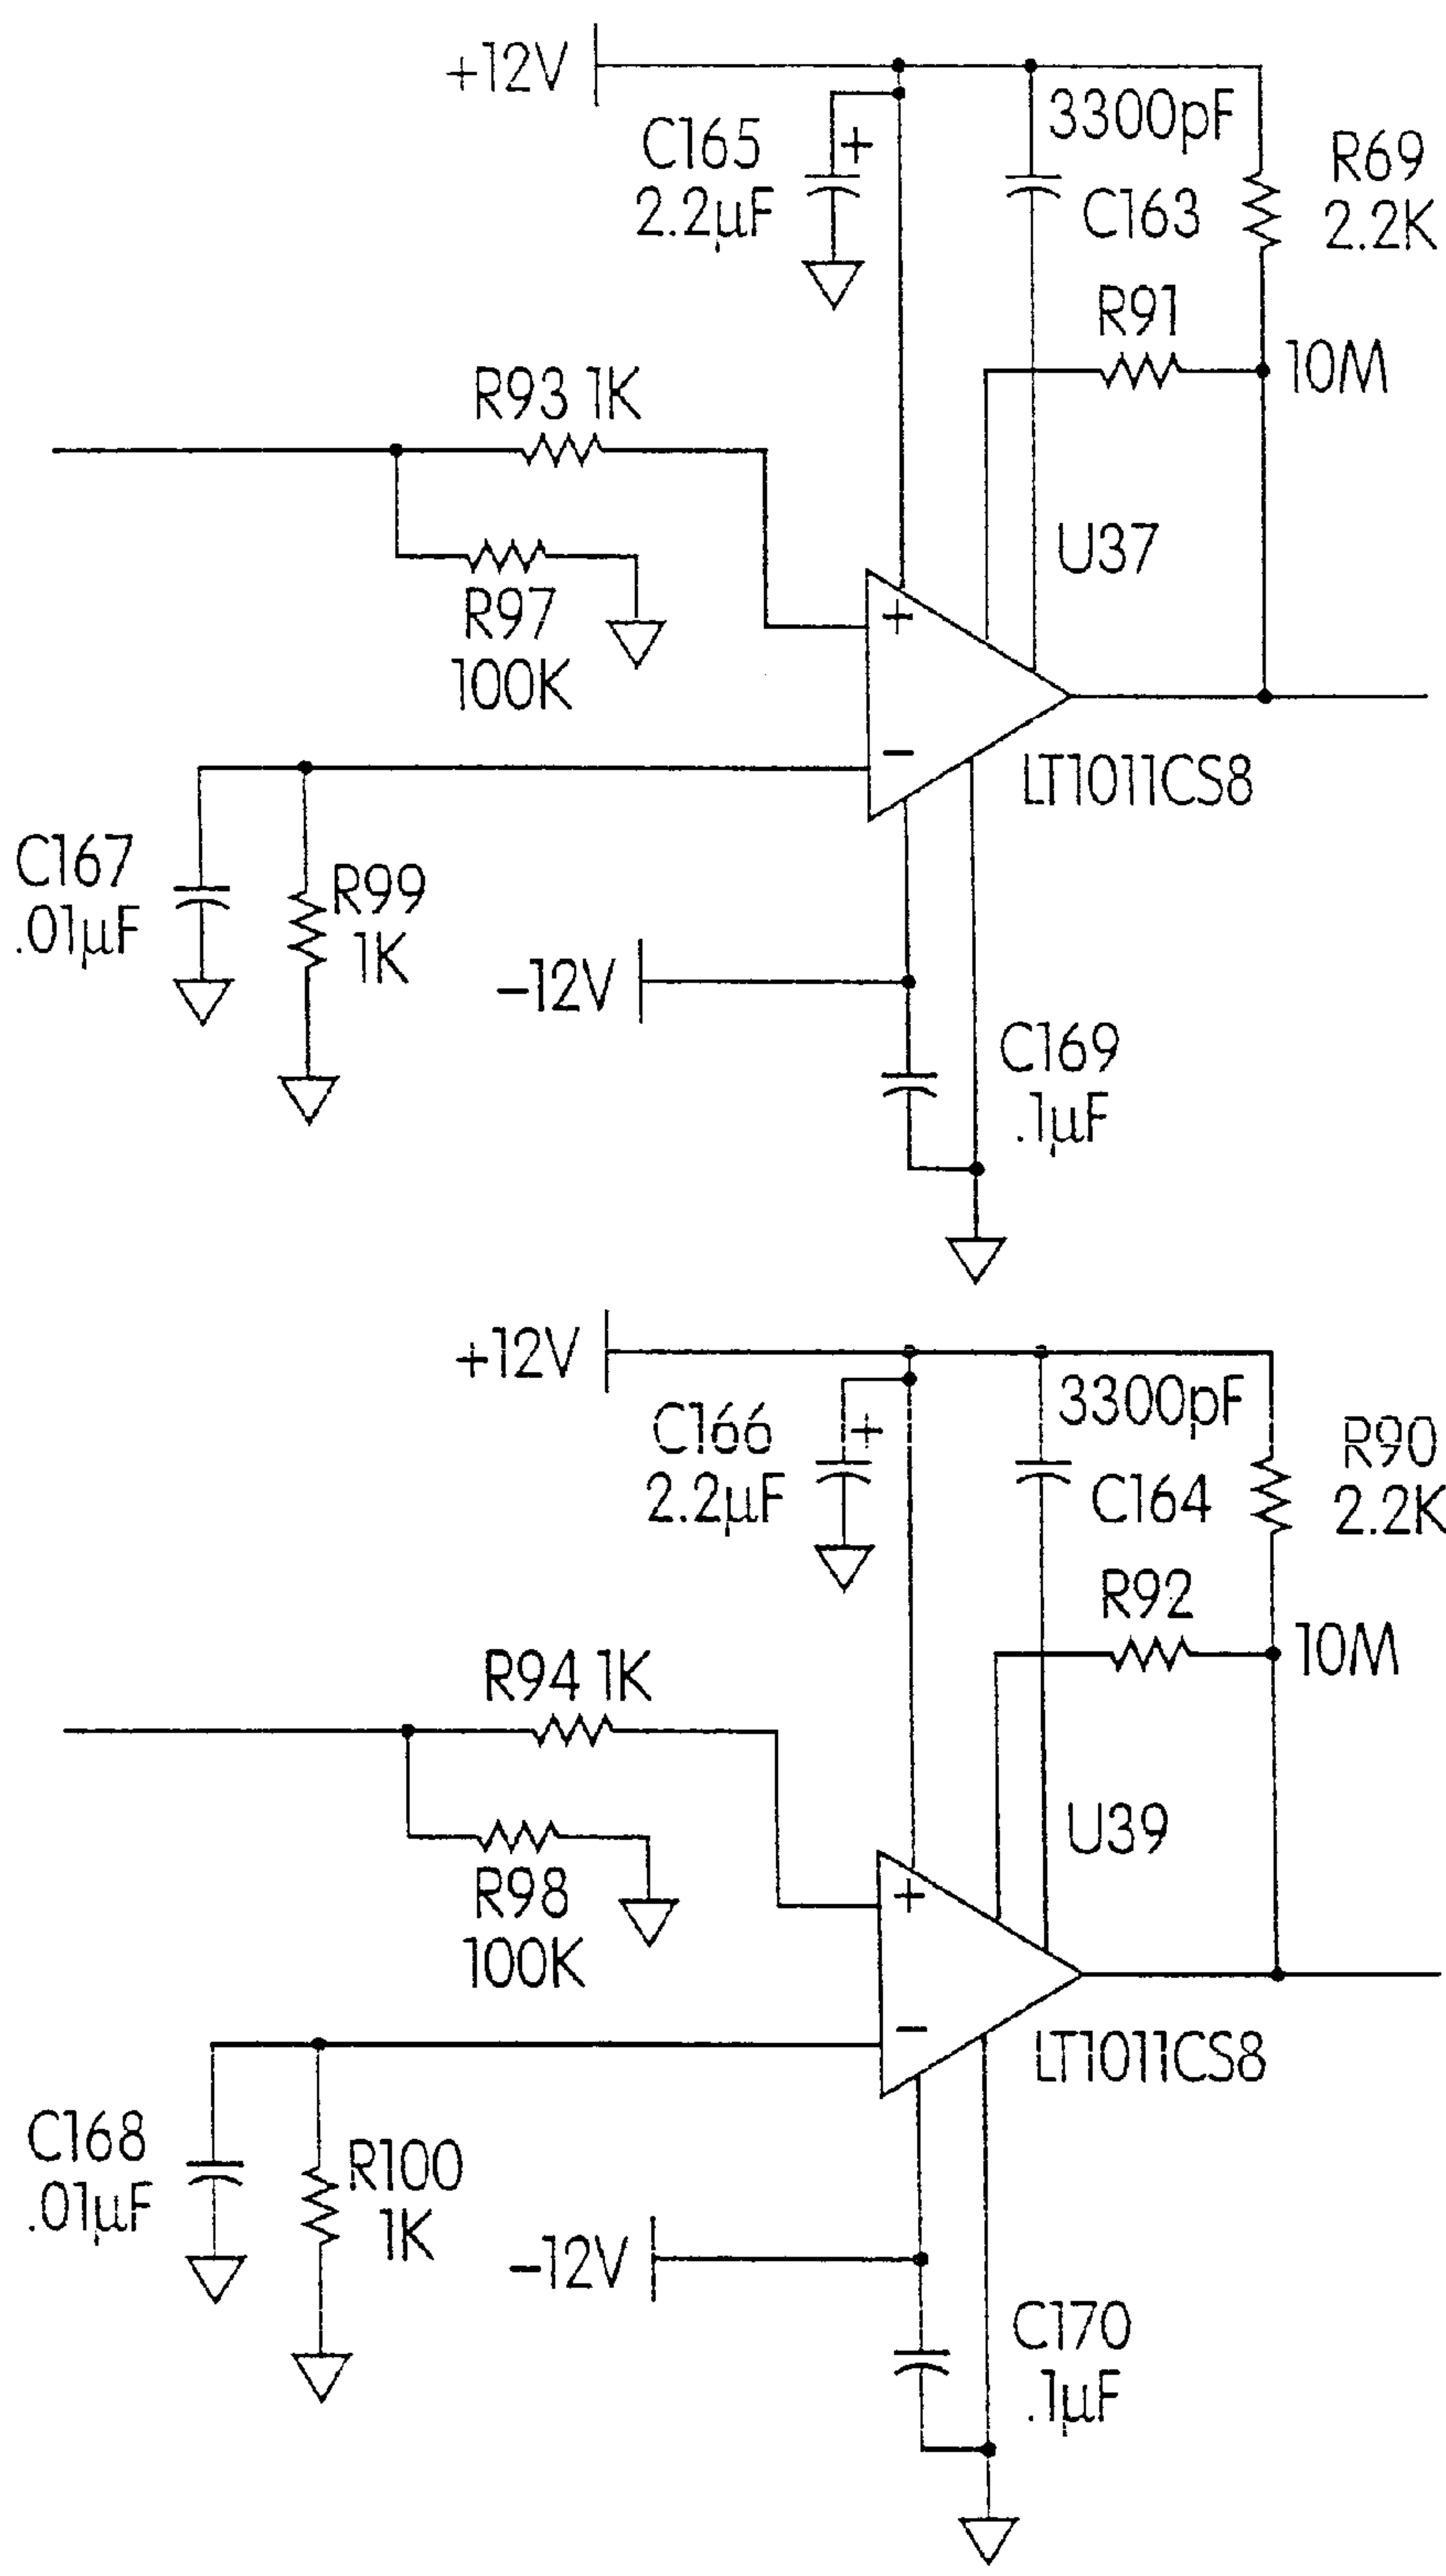 +12V
3300pF
C165
+
2.2µF
R69
2.2K
C163
R91
10M
R93 1K
U37
R97
100K
+
−
LT1011CS8
C167
.01µF
R99
1K
−12V
C169
.1µF
+12V
3300pF
C166
+
2.2µF
R90
2.2K
C164
R92
10M
R94 1K
U39
R98
100K
+
−
LT1011CS8
C168
.01µF
R100
1K
−12V
C170
.1µF